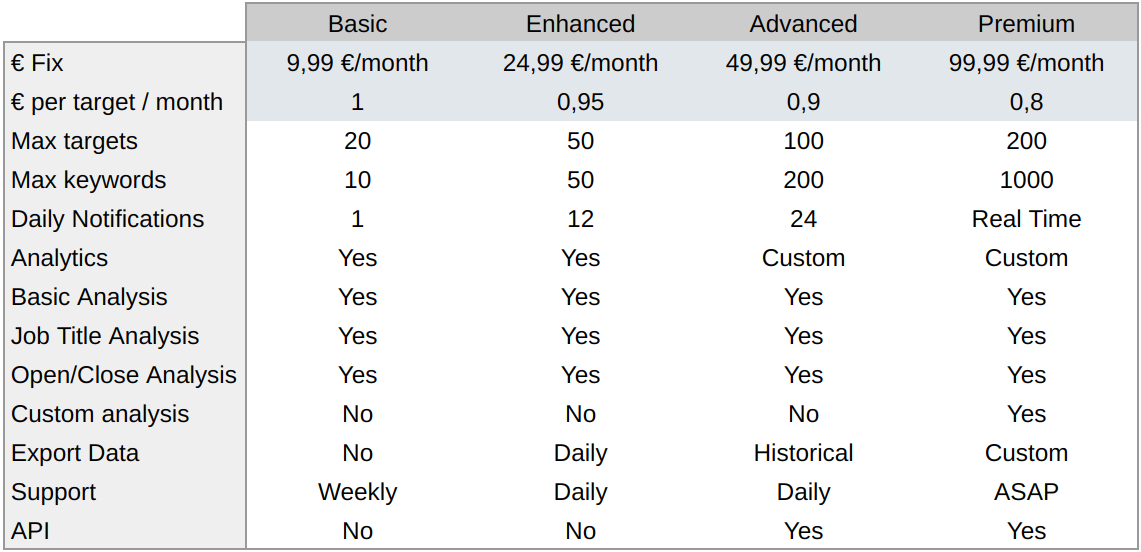 Basic Enhanced Advanced Premium
€ Fix 9,99 €/month 24,99 €/month 49,99 €/month 99,99 €/month
€ per target / month 1 0,95 0,9 0,8
Max targets 20 50 100 200
Max keywords 10 50 200 1000
Daily Notifications 1 12 24 Real Time
Analytics Yes Yes Custom Custom
Basic Analysis Yes Yes Yes Yes
Job Title Analysis Yes Yes Yes Yes
Open/Close Analysis Yes Yes Yes Yes
Custom analysis No No No Yes
Export Data No Daily Historical Custom
Support Weekly Daily Daily ASAP
API No No Yes Yes